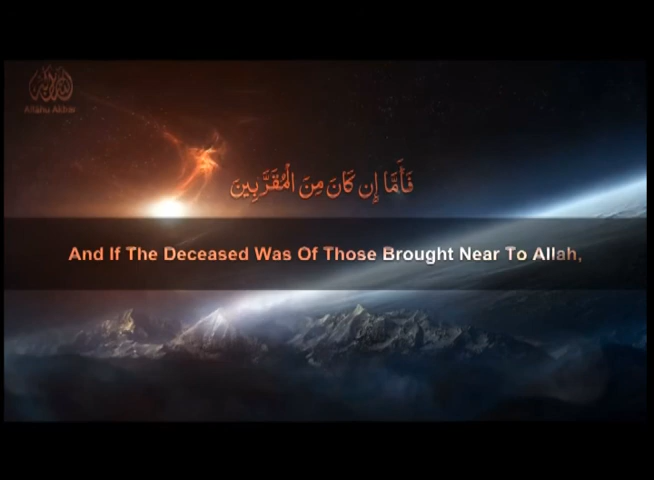 Allahu Akbar
فَأَمَّا إِن كَانَ مِنَ الْمُقَرَّبِينَ
And If The Deceased Was Of Those Brought Near To Allah,